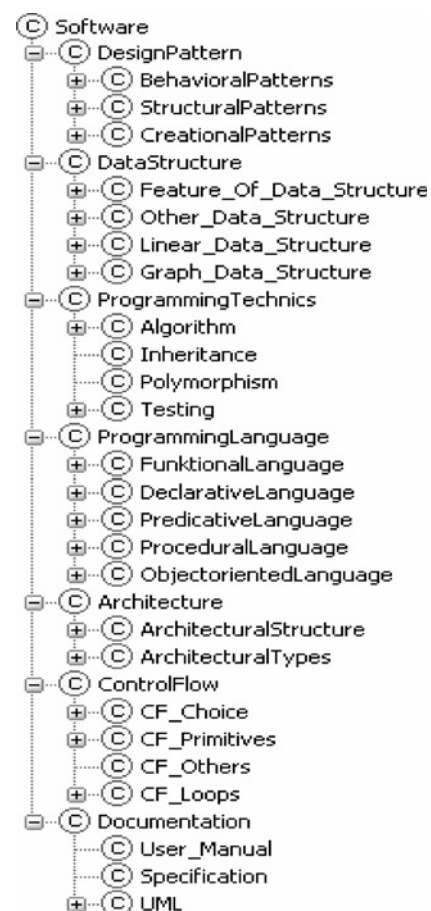 C Software
C DesignPattern
C BehavioralPatterns
C StructuralPatterns
C CreationalPatterns
C DataStructure
C Feature_Of_Data_Structure
C Other_Data_Structure
C Linear_Data_Structure
C Graph_Data_Structure
C ProgrammingTechnics
C Algorithm
C Inheritance
C Polymorphism
C Testing
C ProgrammingLanguage
C FunktionalLanguage
C DeclarativeLanguage
C PredicativeLanguage
C ProceduralLanguage
C ObjectorientedLanguage
C Architecture
C ArchitecturalStructure
C ArchitecturalTypes
C ControlFlow
C CF_Choice
C CF_Primitives
C CF_Others
C CF_Loops
C Documentation
C User_Manual
C Specification
C UML